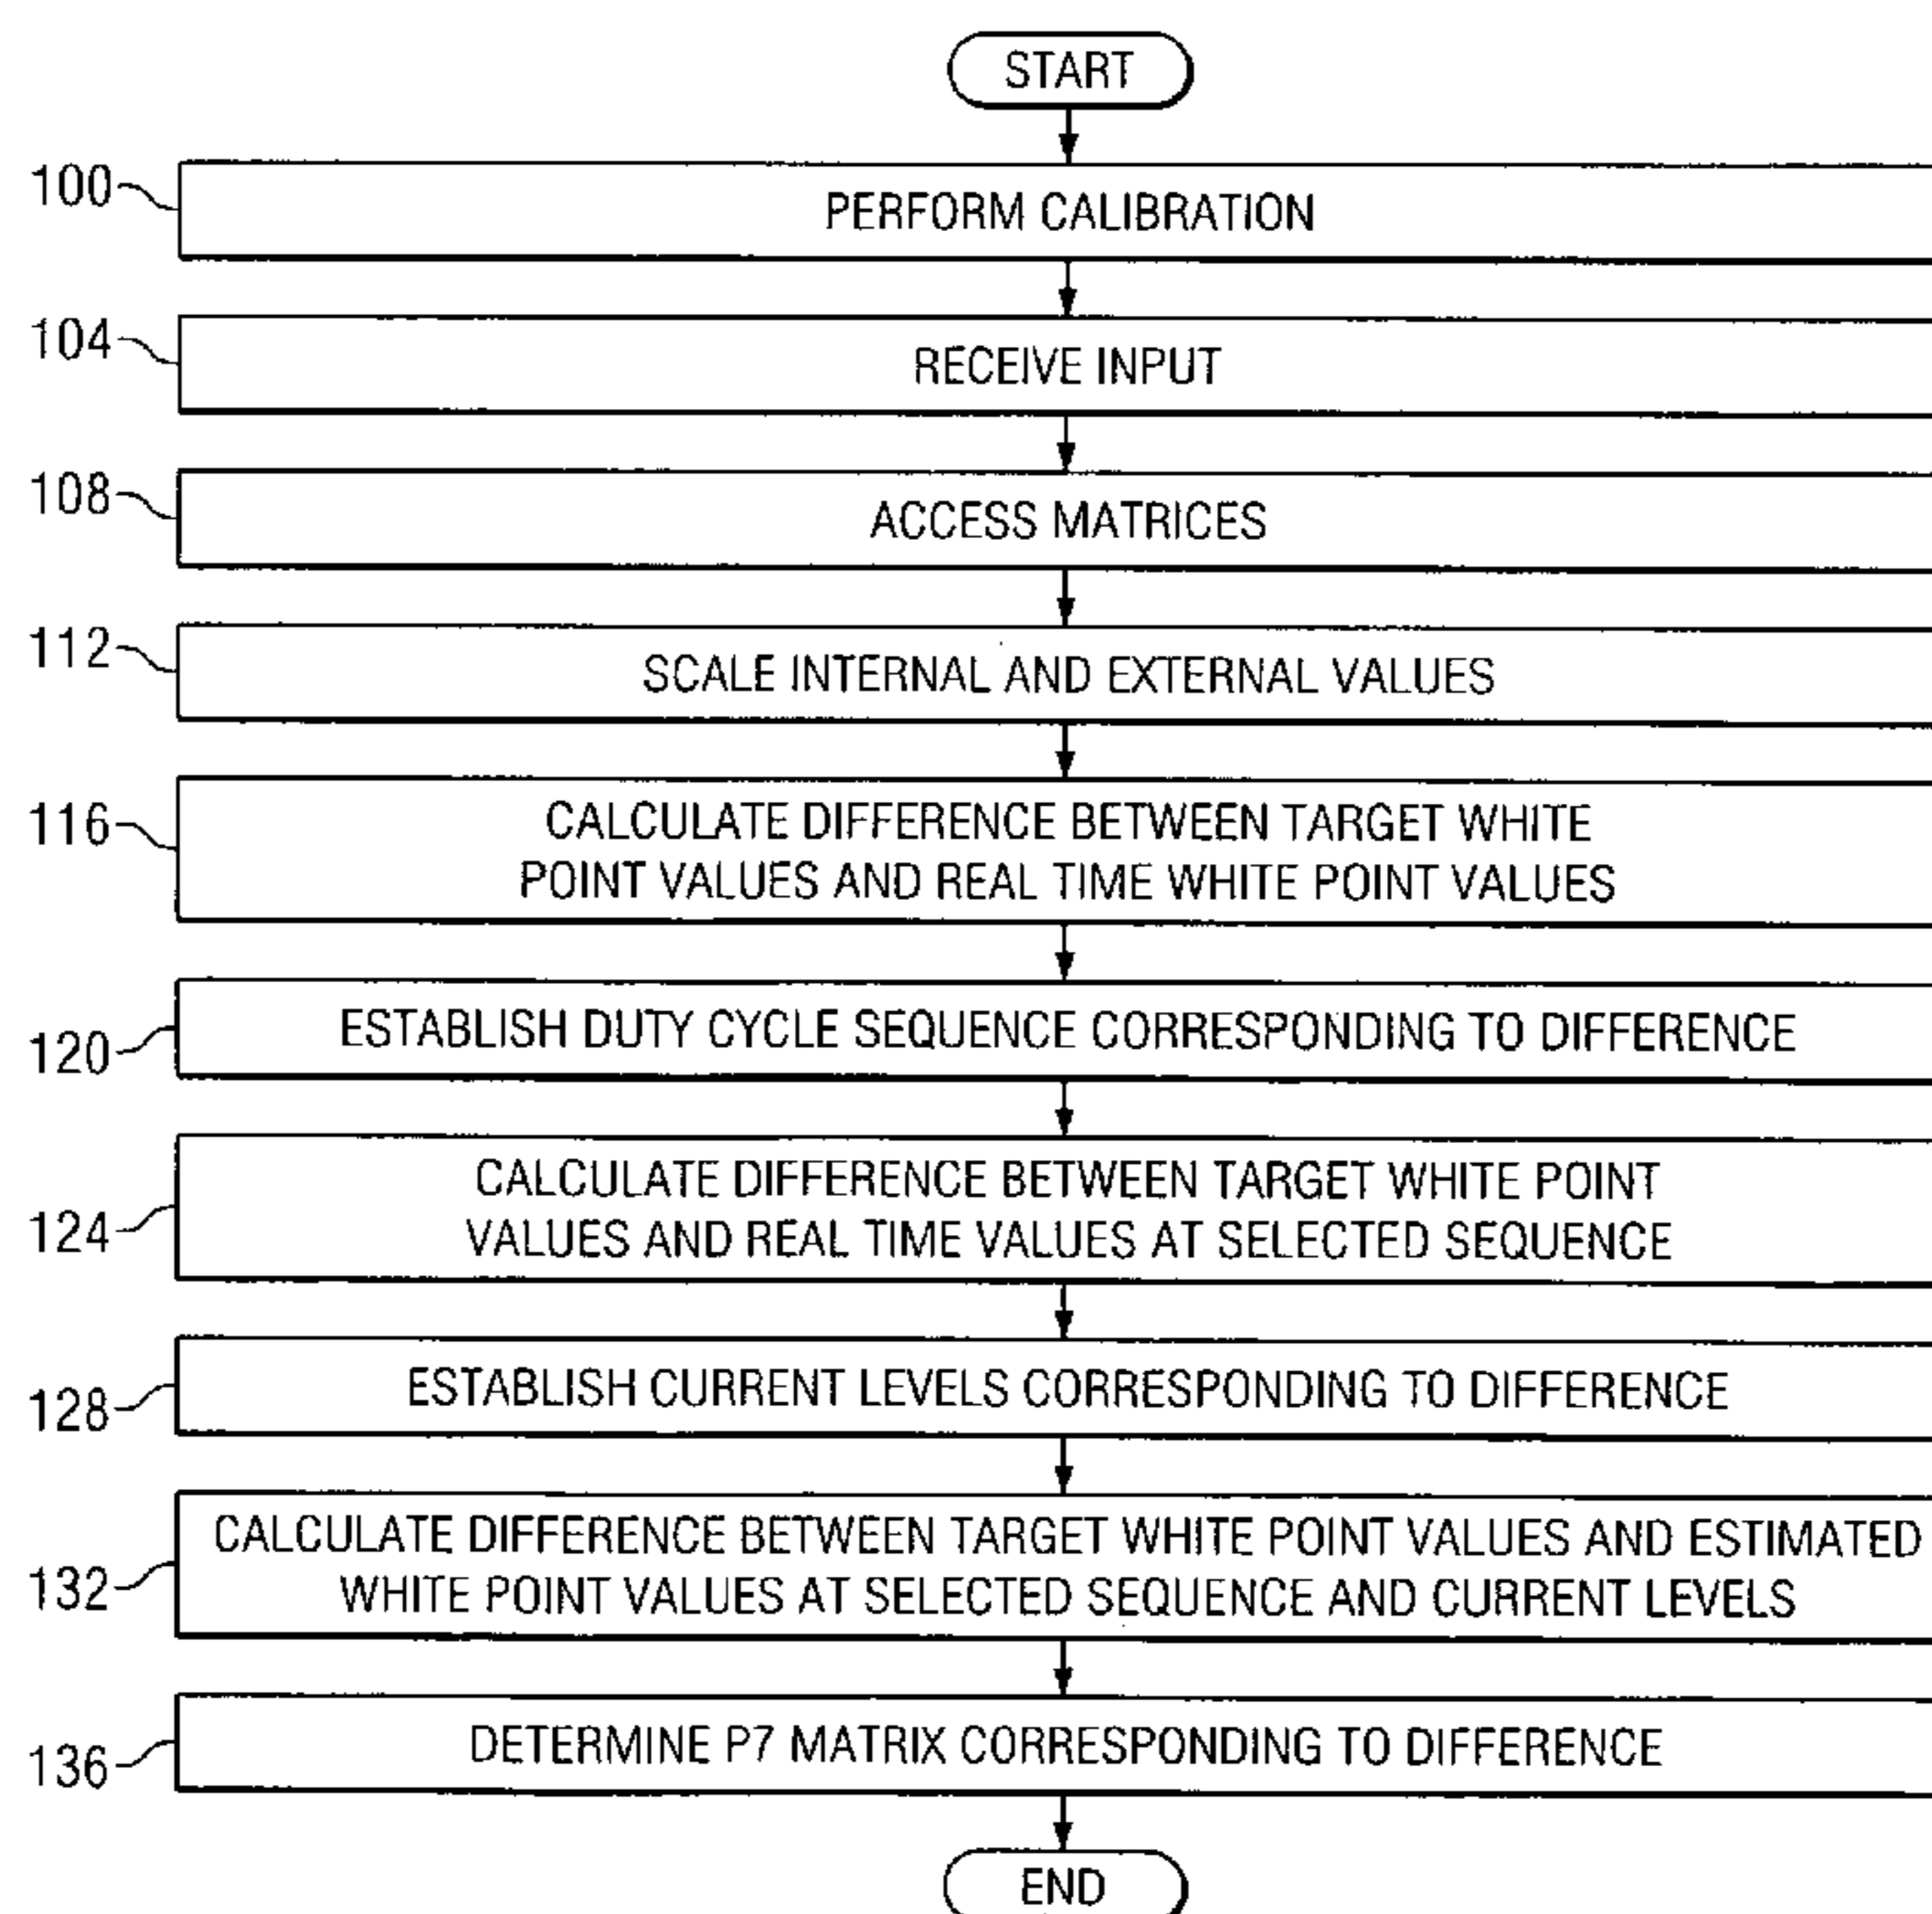 START
100
PERFORM CALIBRATION
104
RECEIVE INPUT
108
ACCESS MATRICES
112
SCALE INTERNAL AND EXTERNAL VALUES
116
CALCULATE DIFFERENCE BETWEEN TARGET WHITE
POINT VALUES AND REAL TIME WHITE POINT VALUES
120
ESTABLISH DUTY CYCLE SEQUENCE CORRESPONDING TO DIFFERENCE
124
CALCULATE DIFFERENCE BETWEEN TARGET WHITE POINT
VALUES AND REAL TIME VALUES AT SELECTED SEQUENCE
128
ESTABLISH CURRENT LEVELS CORRESPONDING TO DIFFERENCE
132
CALCULATE DIFFERENCE BETWEEN TARGET WHITE POINT VALUES AND ESTIMATED
WHITE POINT VALUES AT SELECTED SEQUENCE AND CURRENT LEVELS
136
DETERMINE P7 MATRIX CORRESPONDING TO DIFFERENCE
END